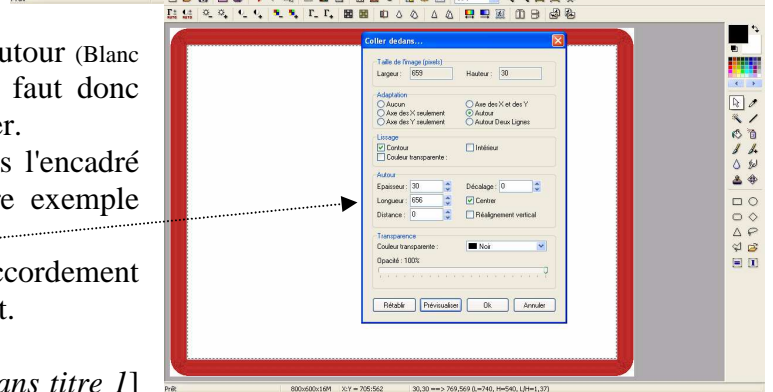 utour (Blanc
faut donc
er.
s l'encadré
re exemple
ccordement
t.
ans titre 1]
Coller dedans...
Taille de l'image (pixels)
Largeur : 659 Hauteur : 30
Adaptation
Aucun Axe des X et des Y
Axe des X seulement Autour
Axe des Y seulement Autour Deux Lignes
Lissage
Contour Intérieur
Couleur transparente :
Autour
Epaisseur : 30 Décalage : 0
Longueur : 656 Centrer
Distance : 0 Réalignement vertical
Transparence
Couleur transparente : Noir
Opacité : 100%
Rétablir Prévisualiser Ok Annuler
Prêt 800x600x16M X:Y = 705:562 30,30 ==> 769,569 (L=740, H=540, L/H=1,37)